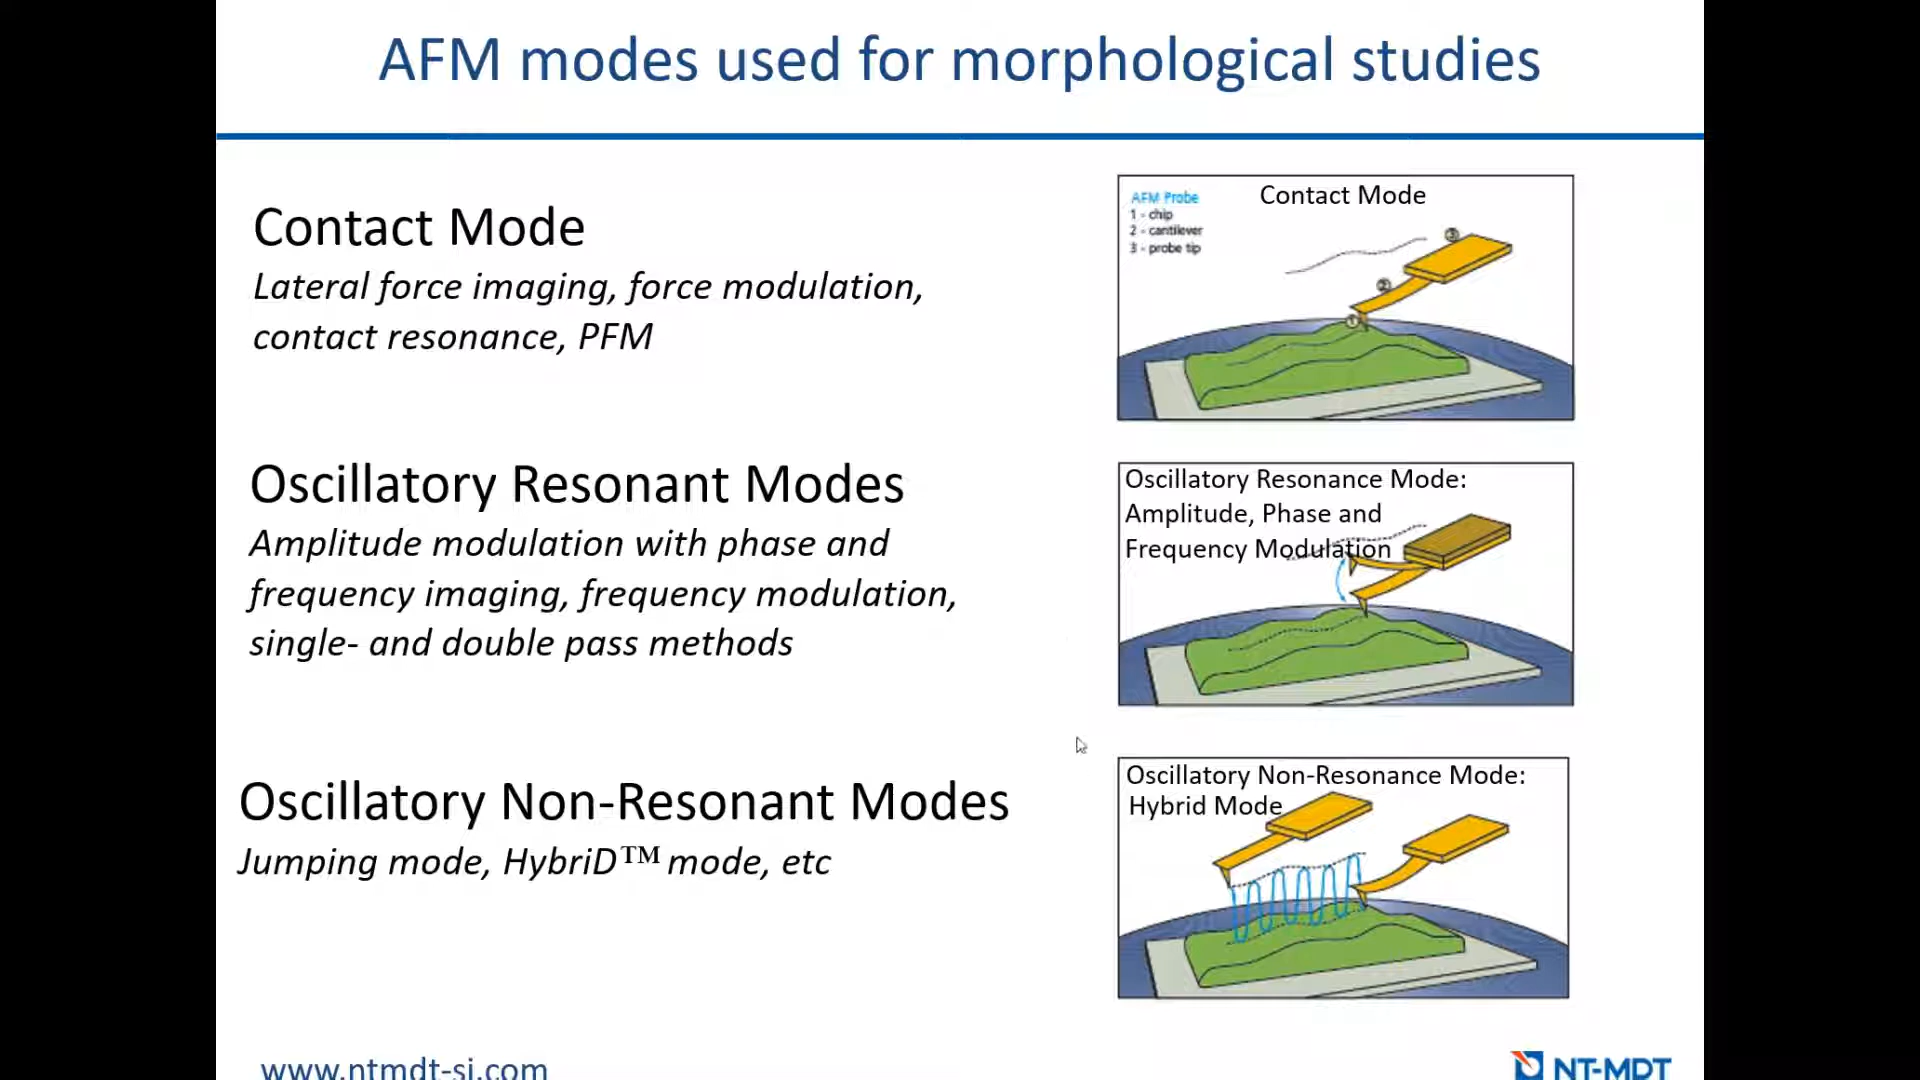 AFM modes used for morphological studies
Contact Mode
Lateral force imaging, force modulation,
contact resonance, PFM
AFM Probe
1 - chip
2 - cantilever
3 - probe tip
Contact Mode
3
2
1
Oscillatory Resonant Modes
Amplitude modulation with phase and
frequency imaging, frequency modulation,
single- and double pass methods
Oscillatory Resonance Mode:
Amplitude, Phase and
Frequency Modulation
Oscillatory Non-Resonant Modes
Jumping mode, HybriD™ mode, etc
Oscillatory Non-Resonance Mode:
Hybrid Mode
www.ntmdt-si.com
NT-MDT